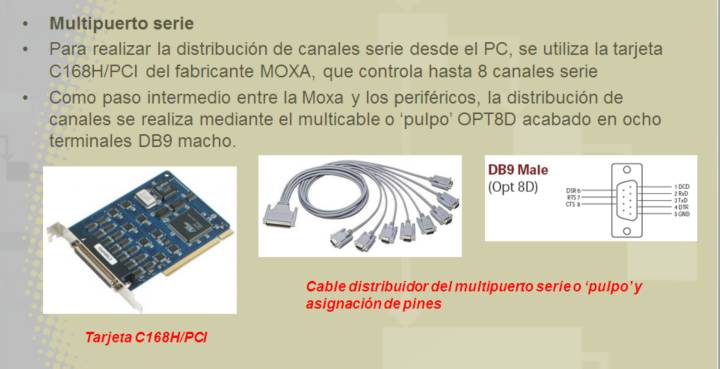 • Multipuerto serie
• Para realizar la distribución de canales serie desde el PC, se utiliza la tarjeta
C168H/PCI del fabricante MOXA, que controla hasta 8 canales serie
• Como paso intermedio entre la Moxa y los periféricos, la distribución de
canales se realiza mediante el multicable o ‘pulpo’ OPT8D acabado en ocho
terminales DB9 macho.
DB9 Male
(Opt 8D)
DSR 6
RTS 7
CTS 8
1 DCD
2 RxD
3 TxD
4 DTR
5 GND
Cable distribuidor del multipuerto serie o ‘pulpo’ y
asignación de pines
Tarjeta C168H/PCI